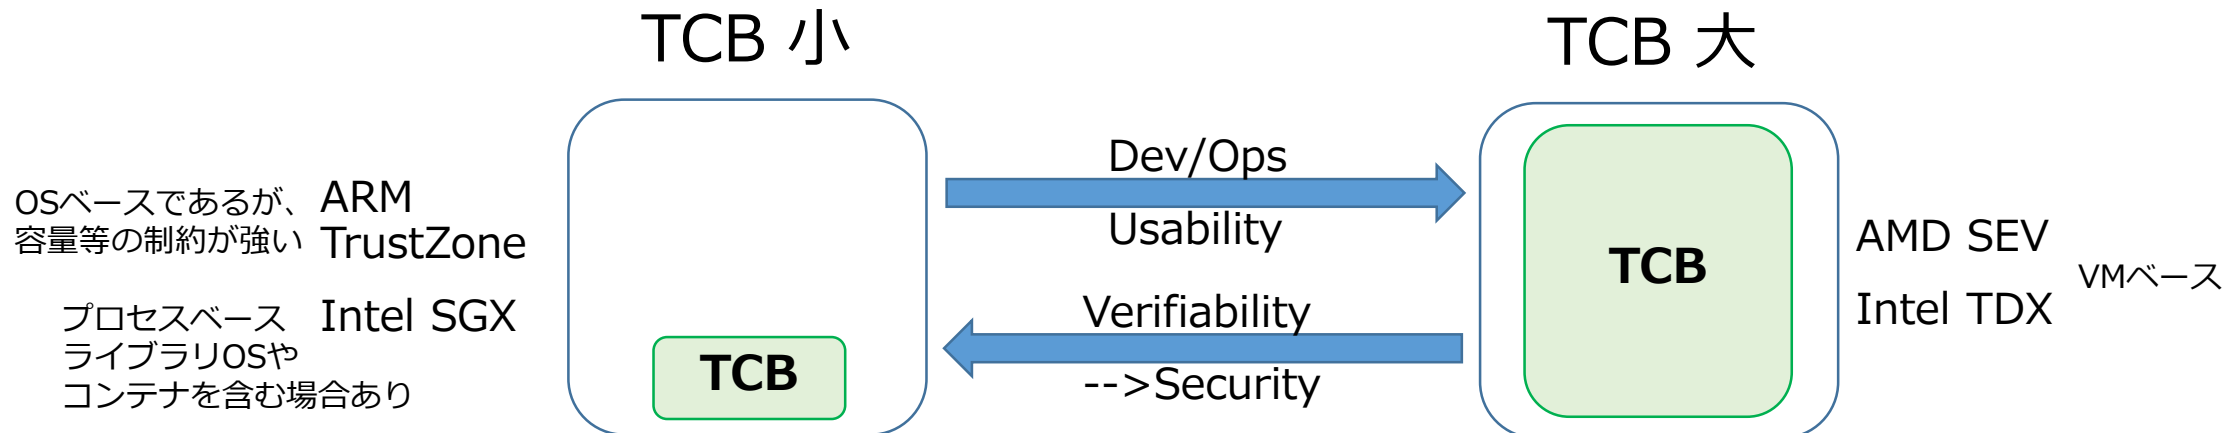 TCB 小
TCB 大
OSベースであるが、
容量等の制約が強い
ARM
TrustZone
プロセスベース
ライブラリOSや
コンテナを含む場合あり
Intel SGX
TCB
Dev/Ops
Usability
Verifiability
-->Security
TCB
AMD SEV
Intel TDX
VMベース